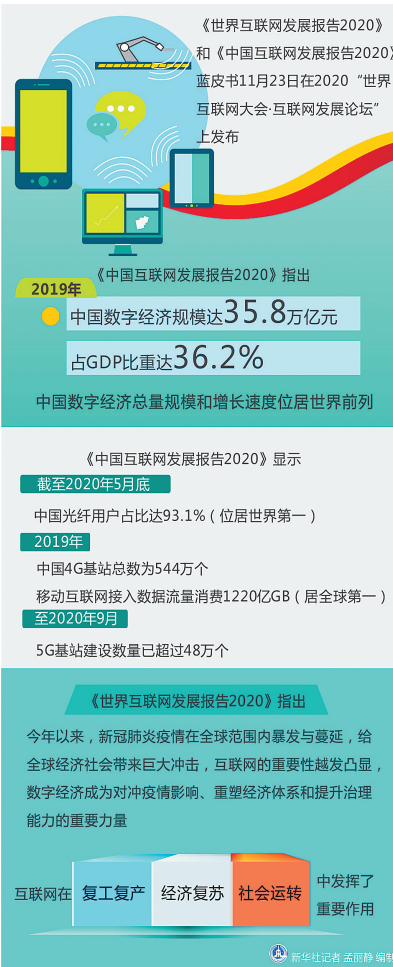 《世界互联网发展报告2020》
和《中国互联网发展报告2020》
蓝皮书11月23日在2020“世界
互联网大会·互联网发展论坛”
上发布
《中国互联网发展报告2020》指出
2019年
中国数字经济规模达35.8万亿元
占GDP比重达36.2%
中国数字经济总量规模和增长速度位居世界前列
《中国互联网发展报告2020》显示
截至2020年5月底
中国光纤用户占比达93.1%（位居世界第一）
2019年
中国4G基站总数为544万个
移动互联网接入数据流量消费1220亿GB（居全球第一）
至2020年9月
5G基站建设数量已超过48万个
《世界互联网发展报告2020》指出
今年以来，新冠肺炎疫情在全球范围内暴发与蔓延，给
全球经济社会带来巨大冲击，互联网的重要性越发凸显，
数字经济成为对冲疫情影响、重塑经济体系和提升治理
能力的重要力量
互联网在 复工复产 经济复苏 社会运转 中发挥了
重要作用
新华社记者 孟丽静 编制